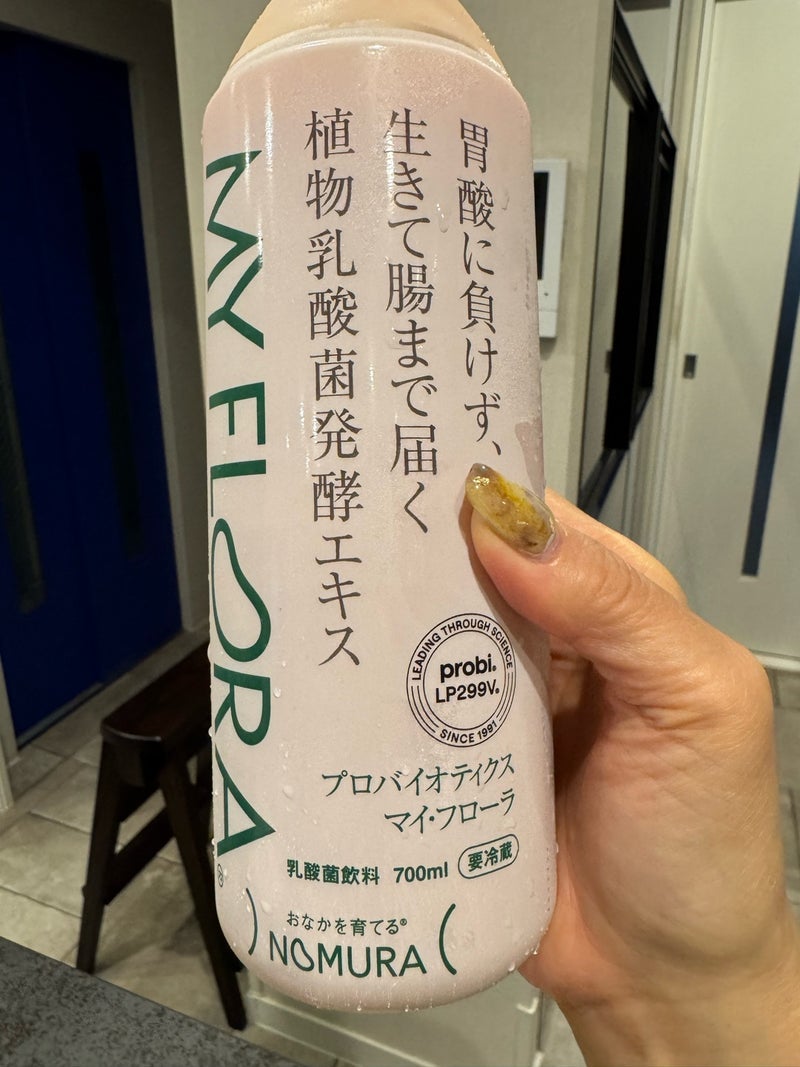 胃酸に負けず、
生きて腸まで届く
植物乳酸菌発酵エキス
MY FLORA®
LEADING THROUGH SCIENCE
probi®
LP299V®
SINCE 1991
プロバイオティクス
マイ・フローラ
乳酸菌飲料 700ml 要冷蔵
おなかを育てる®
NOMURA